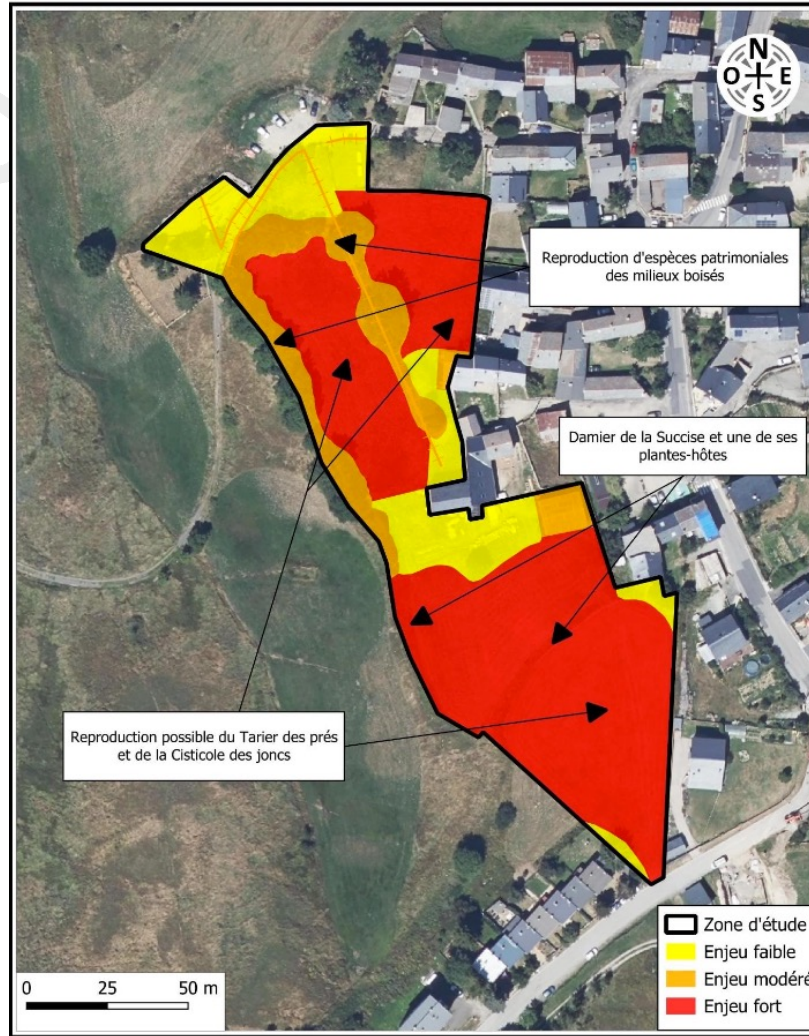 N
O E
S
Reproduction d'espèces patrimoniales
des milieux boisés
Damier de la Succise et une de ses
plantes-hôtes
Reproduction possible du Tarier des prés
et de la Cisticole des joncs
Zone d'étude
Enjeu faible
Enjeu modéré
Enjeu fort
0 25 50 m